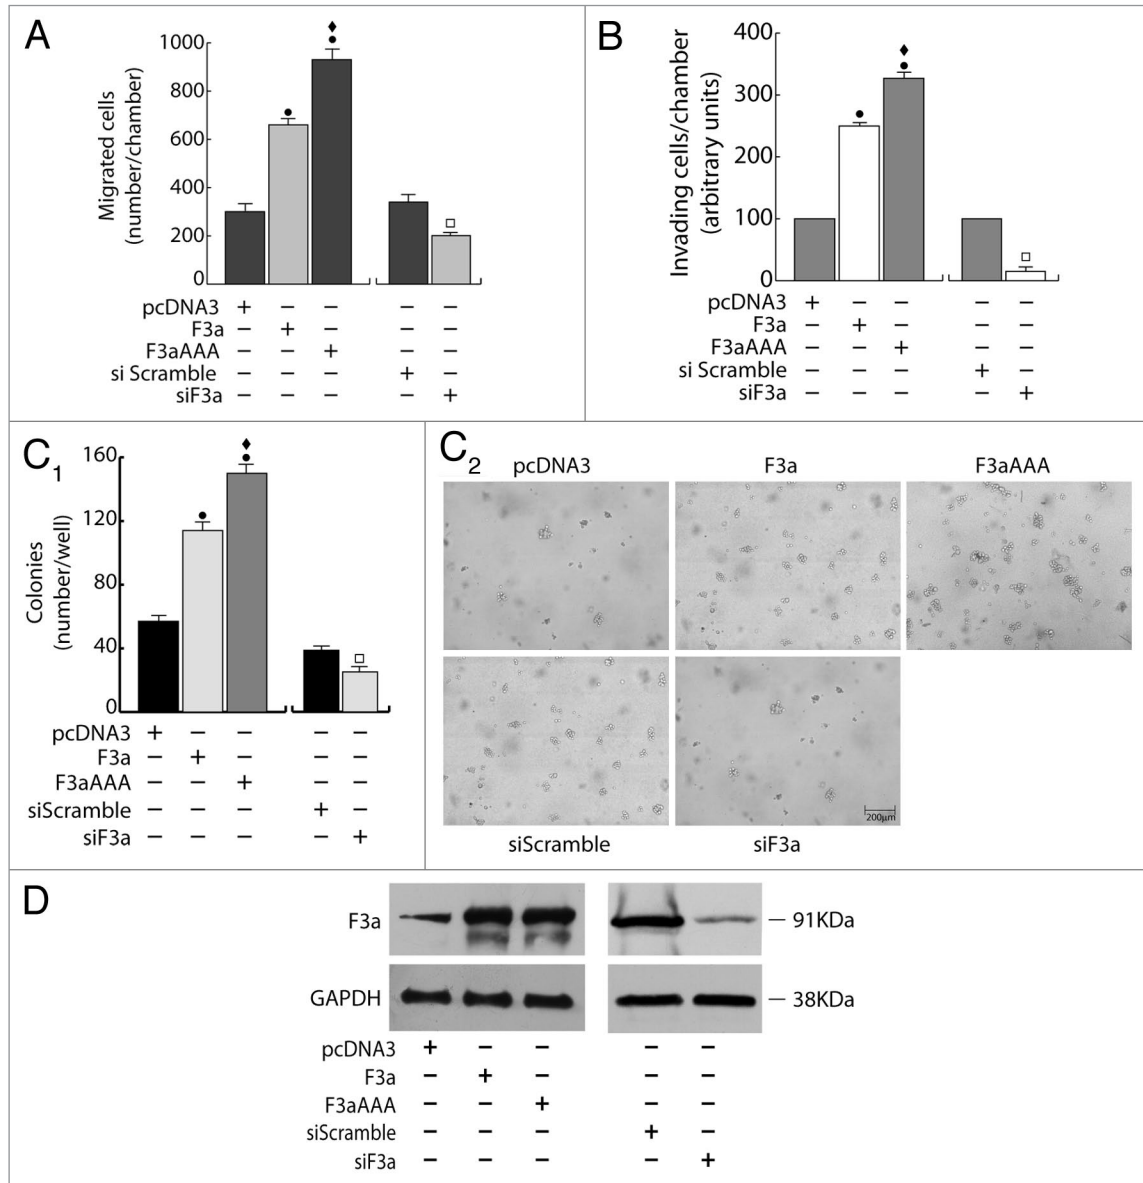 A
Migrated cells
(number/chamber)
1000
800
600
400
200
0
pcDNA3 + − − − −
F3a − + − − −
F3aAAA − − + − −
si Scramble − − − + −
siF3a − − − − +
B
Invading cells/chamber
(arbitrary units)
400
300
200
100
0
pcDNA3 + − − − −
F3a − + − − −
F3aAAA − − + − −
si Scramble − − − + −
siF3a − − − − +
C1
Colonies
(number/well)
160
120
80
40
0
pcDNA3 + − − − −
F3a − + − − −
F3aAAA − − + − −
siScramble − − − + −
siF3a − − − − +
C2
pcDNA3 F3a F3aAAA
200µm
siScramble siF3a
D
F3a — 91KDa
GAPDH — 38KDa
pcDNA3 + − − − −
F3a − + − − −
F3aAAA − − + − −
siScramble − − − + −
siF3a − − − − +